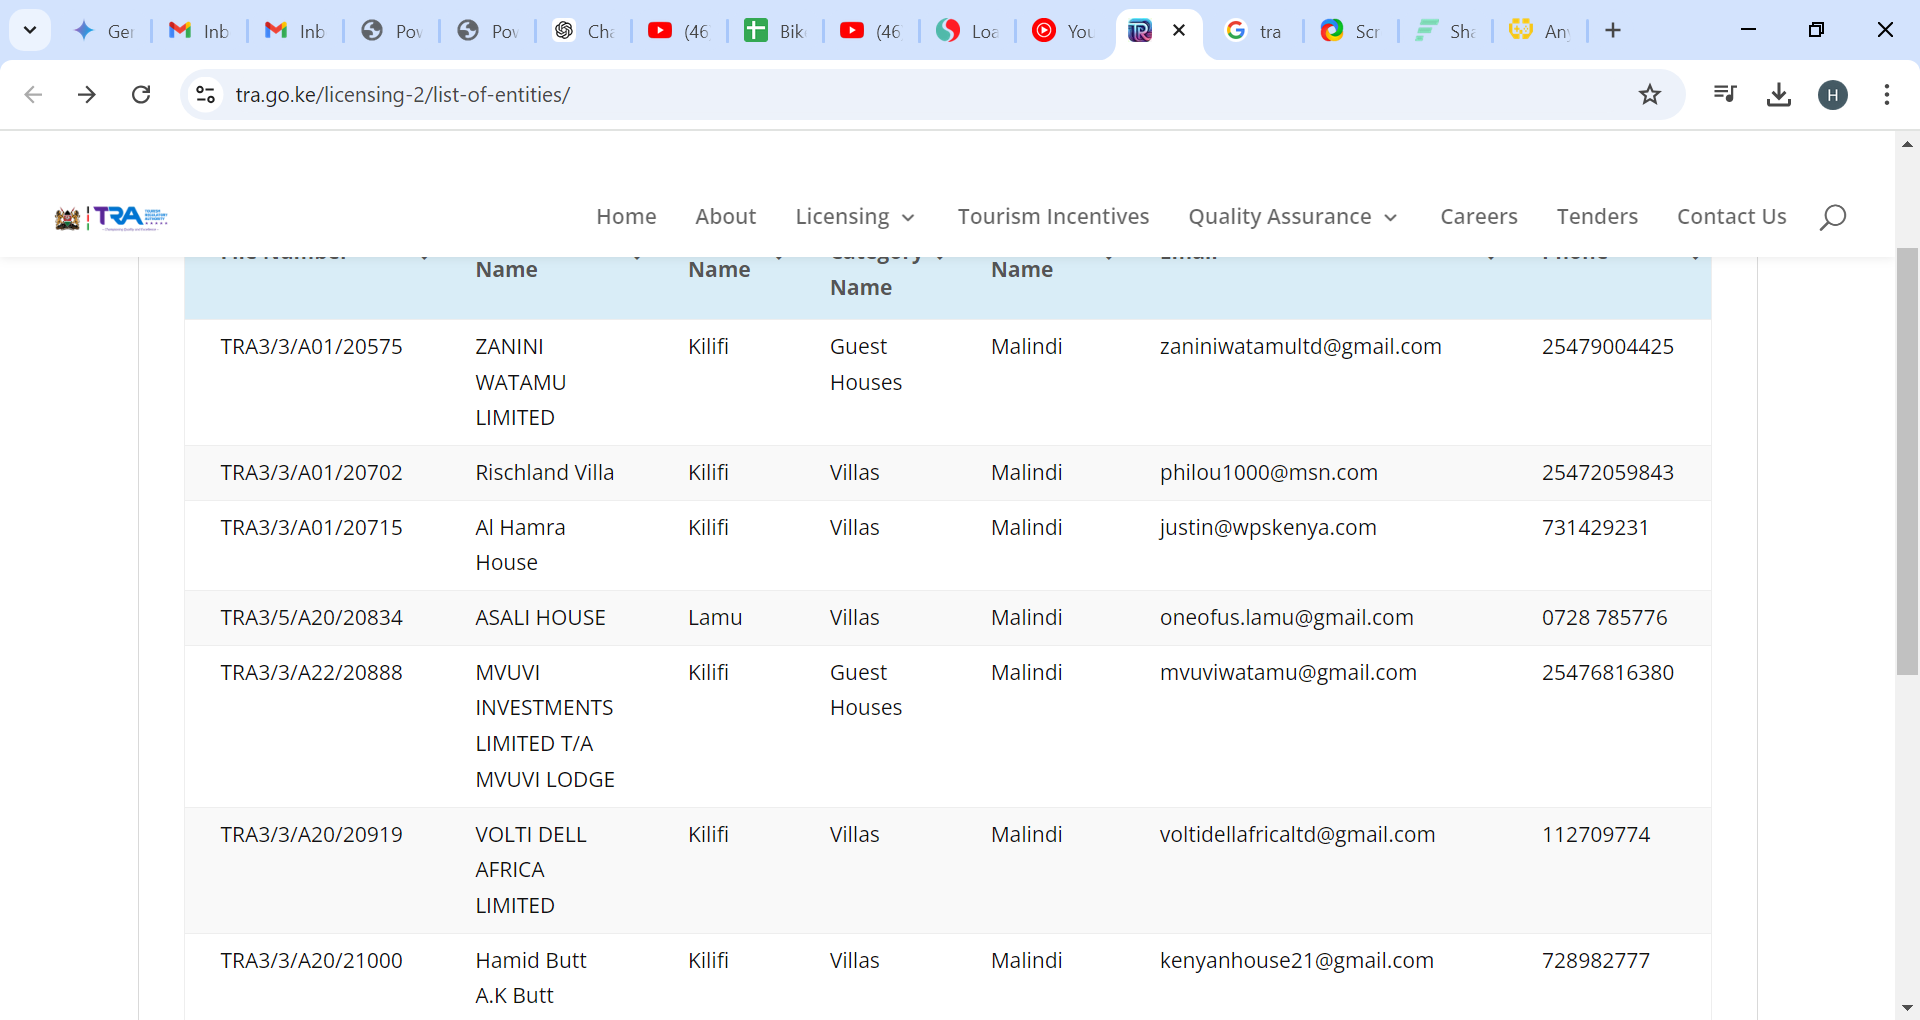 Ger
Inb
Inb
Pov
Pov
Cha
(46
Bik
(46
Loa
You
tra
Scr
Sha
Any
tra.go.ke/licensing-2/list-of-entities/
H
TRA
Home
About
Licensing
Tourism Incentives
Quality Assurance
Careers
Tenders
Contact Us
Name
Name
Category
Name
Name
TRA3/3/A01/20575
ZANINI
WATAMU
LIMITED
Kilifi
Guest
Houses
Malindi
zaniniwatamultd@gmail.com
25479004425
TRA3/3/A01/20702
Rischland Villa
Kilifi
Villas
Malindi
philou1000@msn.com
25472059843
TRA3/3/A01/20715
Al Hamra
House
Kilifi
Villas
Malindi
justin@wpskenya.com
731429231
TRA3/5/A20/20834
ASALI HOUSE
Lamu
Villas
Malindi
oneofus.lamu@gmail.com
0728 785776
TRA3/3/A22/20888
MVUVI
INVESTMENTS
LIMITED T/A
MVUVI LODGE
Kilifi
Guest
Houses
Malindi
mvuviwatamu@gmail.com
25476816380
TRA3/3/A20/20919
VOLTI DELL
AFRICA
LIMITED
Kilifi
Villas
Malindi
voltidellafricaltd@gmail.com
112709774
TRA3/3/A20/21000
Hamid Butt
A.K Butt
Kilifi
Villas
Malindi
kenyanhouse21@gmail.com
728982777